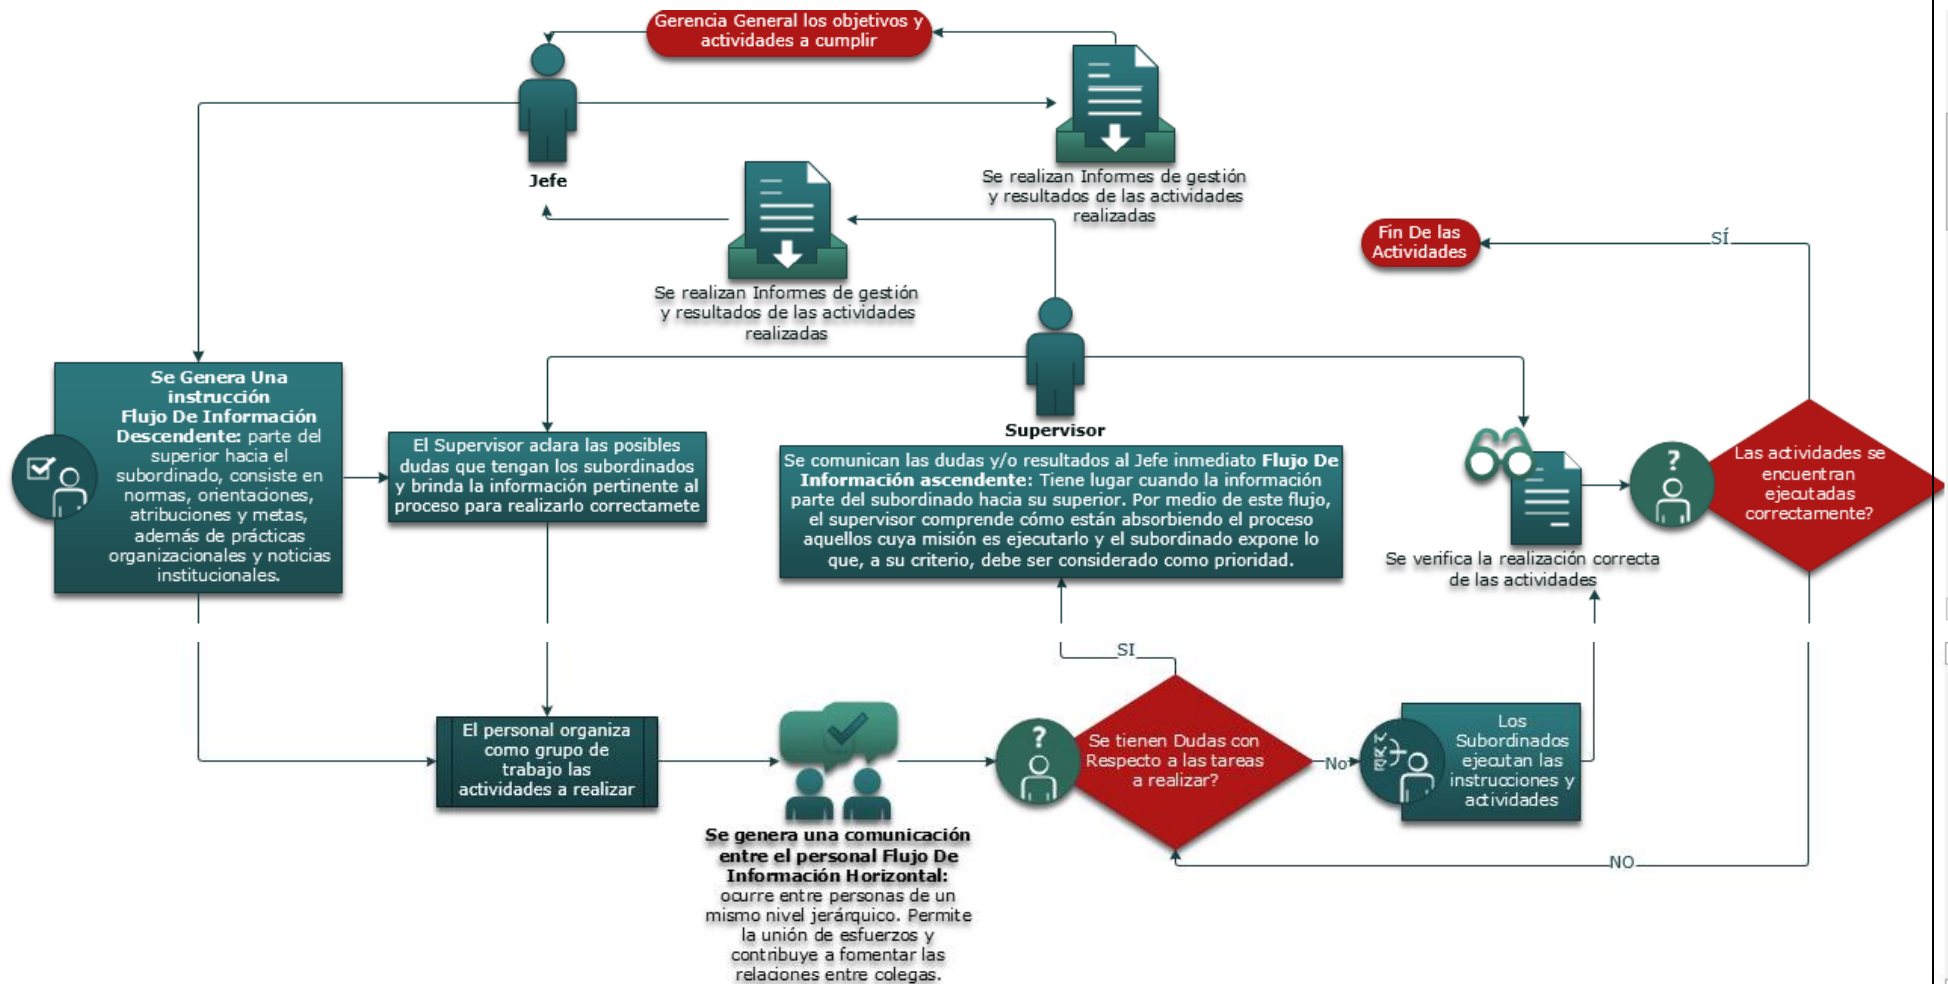 Gerencia General los objetivos y
actividades a cumplir
Jefe
Se realizan Informes de gestión
y resultados de las actividades
realizadas
Se realizan Informes de gestión
y resultados de las actividades
realizadas
Fin De las
Actividades
SÍ
Supervisor
Se Genera Una
instrucción
Flujo De Información
Descendente: parte del
superior hacia el
subordinado, consiste en
normas, orientaciones,
atribuciones y metas,
además de prácticas
organizacionales y noticias
institucionales.
El Supervisor aclara las posibles
dudas que tengan los subordinados
y brinda la información pertinente al
proceso para realizarlo correctamete
Se comunican las dudas y/o resultados al Jefe inmediato Flujo De
Información ascendente: Tiene lugar cuando la información
parte del subordinado hacia su superior. Por medio de este flujo,
el supervisor comprende cómo están absorbiendo el proceso
aquellos cuya misión es ejecutarlo y el subordinado expone lo
que, a su criterio, debe ser considerado como prioridad.
Se verifica la realización correcta
de las actividades
?
Las actividades se
encuentran
ejecutadas
correctamente?
SI
El personal organiza
como grupo de
trabajo las
actividades a realizar
Se genera una comunicación
entre el personal Flujo De
Información Horizontal:
ocurre entre personas de un
mismo nivel jerárquico. Permite
la unión de esfuerzos y
contribuye a fomentar las
relaciones entre colegas.
?
Se tienen Dudas con
Respecto a las tareas
a realizar?
No
Los
Subordinados
ejecutan las
instrucciones y
actividades
NO